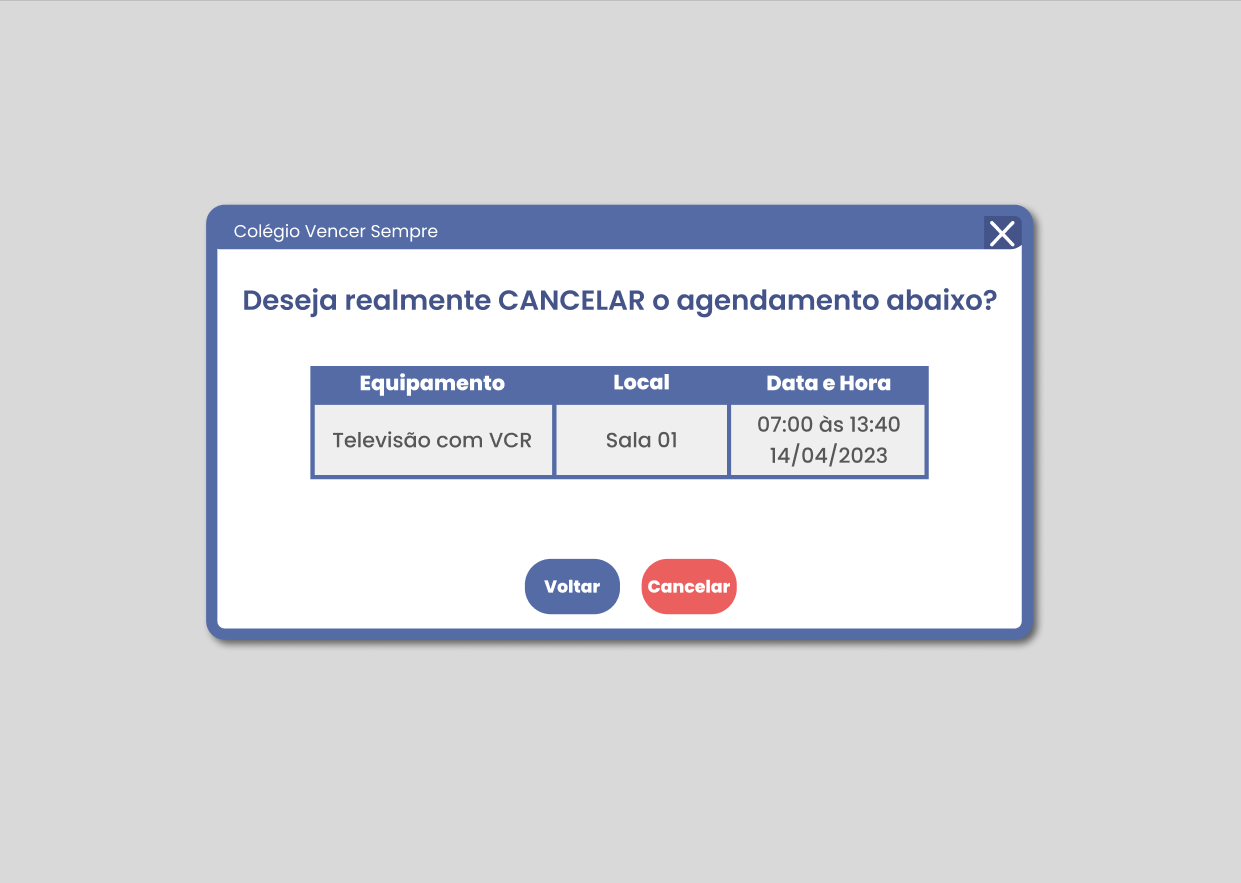 Colégio Vencer Sempre
Deseja realmente CANCELAR o agendamento abaixo?
Equipamento Local Data e Hora
Televisão com VCR Sala 01 07:00 às 13:40
14/04/2023
Voltar Cancelar